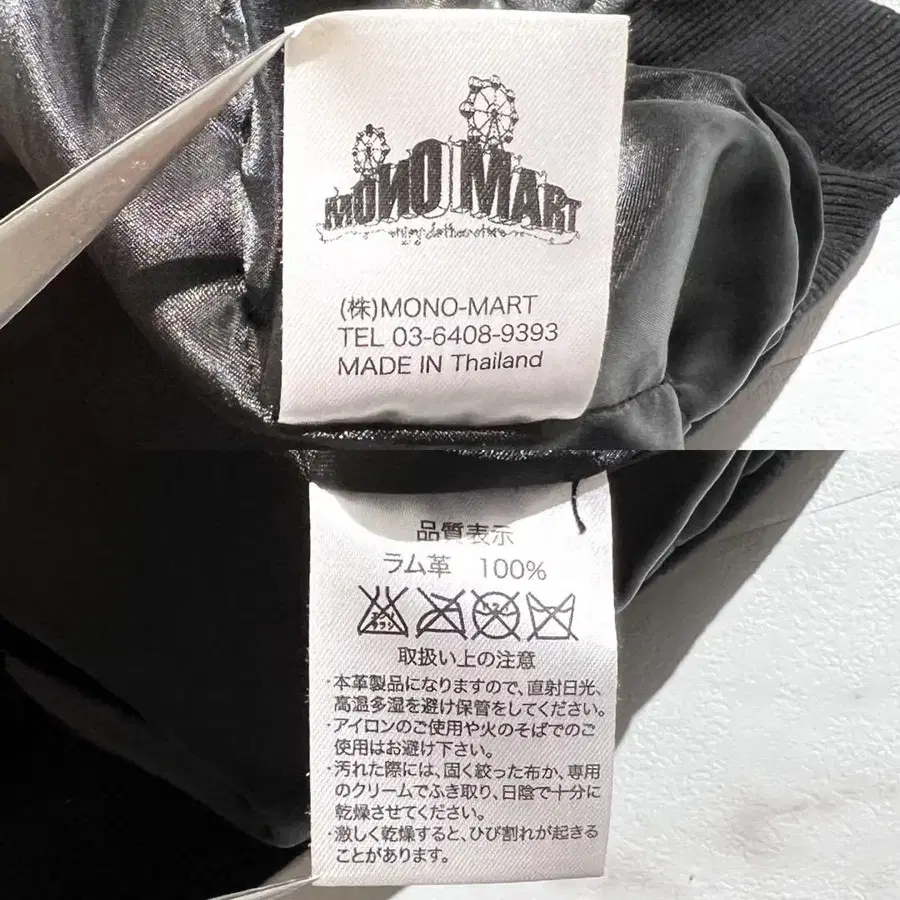 MONO MART
(株)MONO-MART
TEL 03-6408-9393
MADE IN Thailand
品質表示
ラム革 100%
エンソ
サラシ
取扱い上の注意
・本革製品になりますので、直射日光、
高温多湿を避け保管をしてください。
・アイロンのご使用や火のそばでのご
使用はお避け下さい。
・汚れた際には、固く絞った布か、専用
のクリームでふき取り、日陰で十分に
乾燥させてください。
・激しく乾燥すると、ひび割れが起きる
ことがあります。